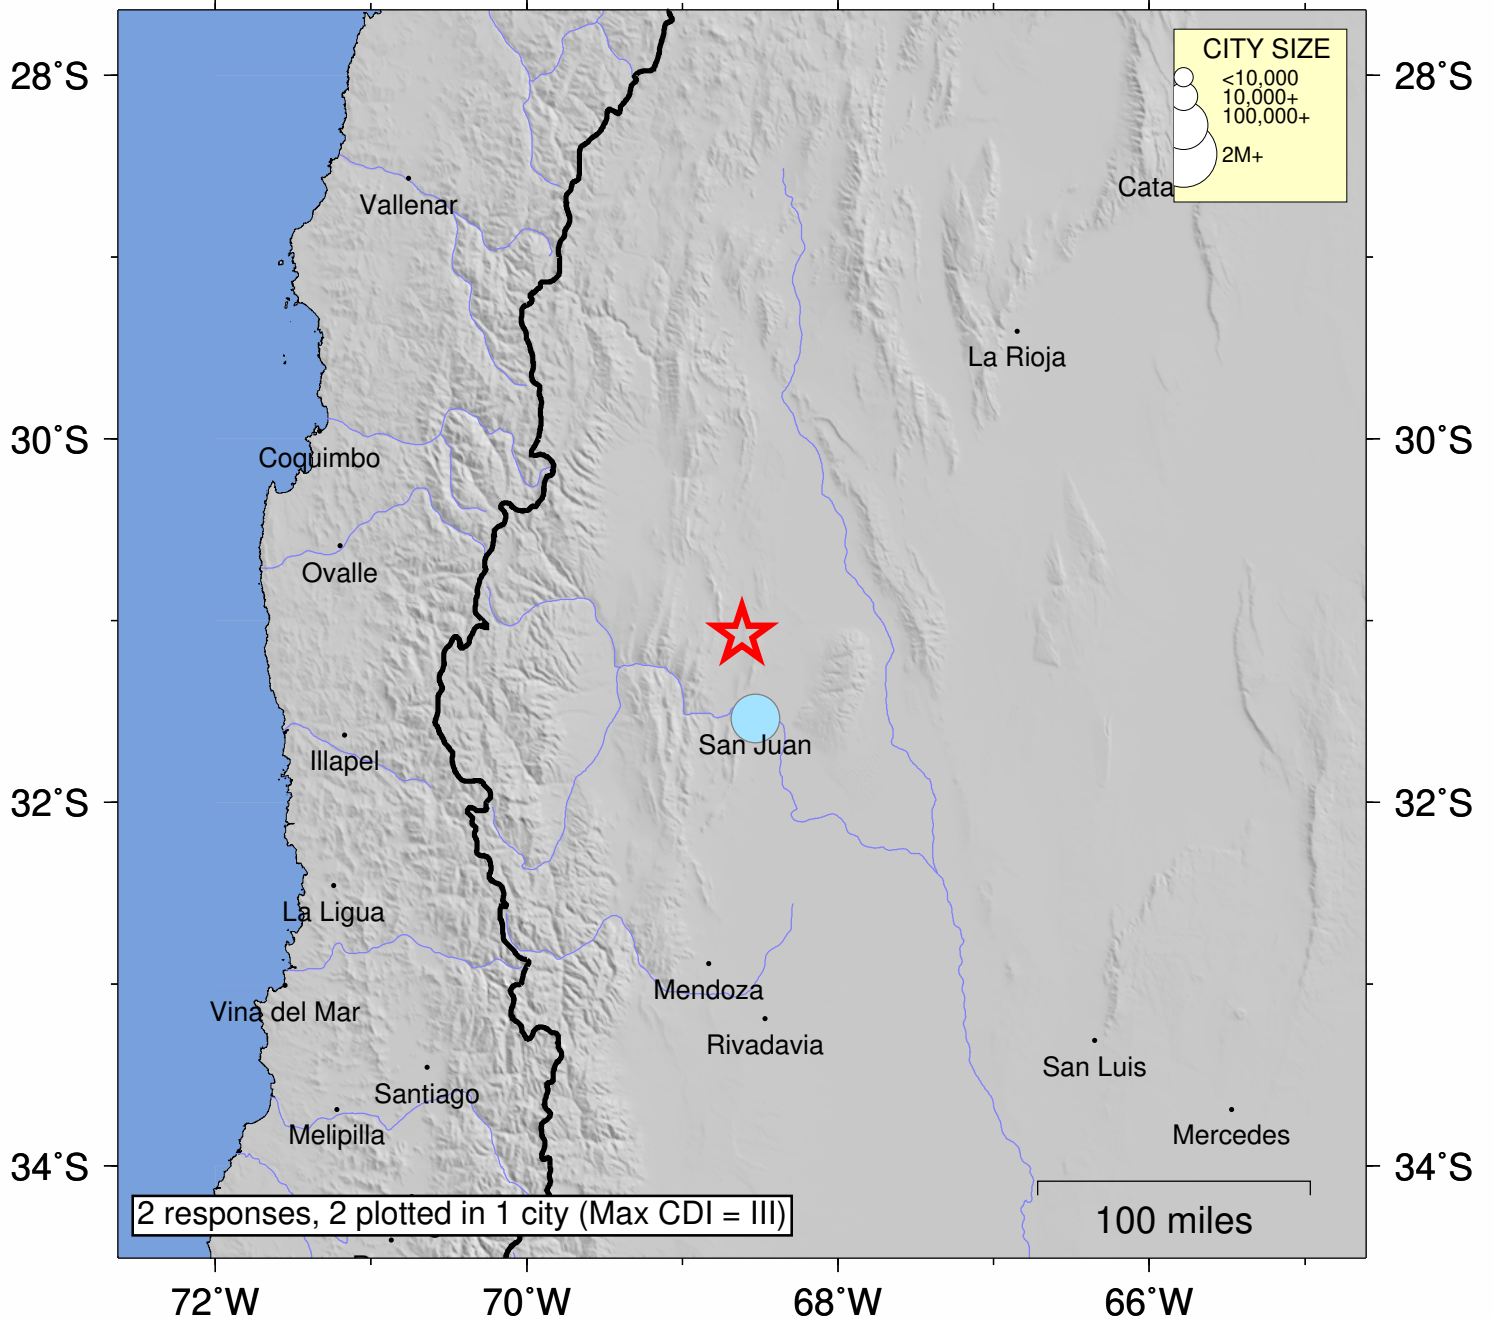 28°S
28°S
CITY SIZE
<10,000
10,000+
100,000+
2M+
Cata
Vallenar
La Rioja
30°S
30°S
Coquimbo
Ovalle
San Juan
Illapel
32°S
32°S
La Ligua
Mendoza
Vina del Mar
Rivadavia
San Luis
Santiago
Melipilla
Mercedes
34°S
34°S
2 responses, 2 plotted in 1 city (Max CDI = III)
100 miles
72°W
70°W
68°W
66°W